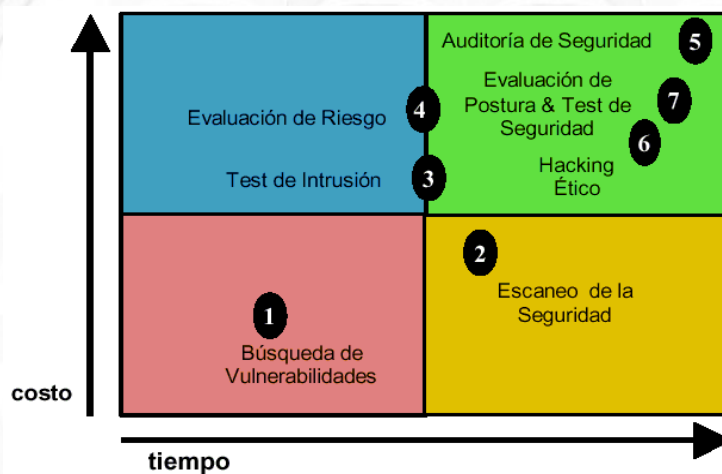 Auditoría de Seguridad
5
Evaluación de
Postura & Test de
Seguridad
7
4
Evaluación de Riesgo
6
Hacking
Ético
Test de Intrusión
3
2
Escaneo de la
Seguridad
1
Búsqueda de
Vulnerabilidades
costo
tiempo